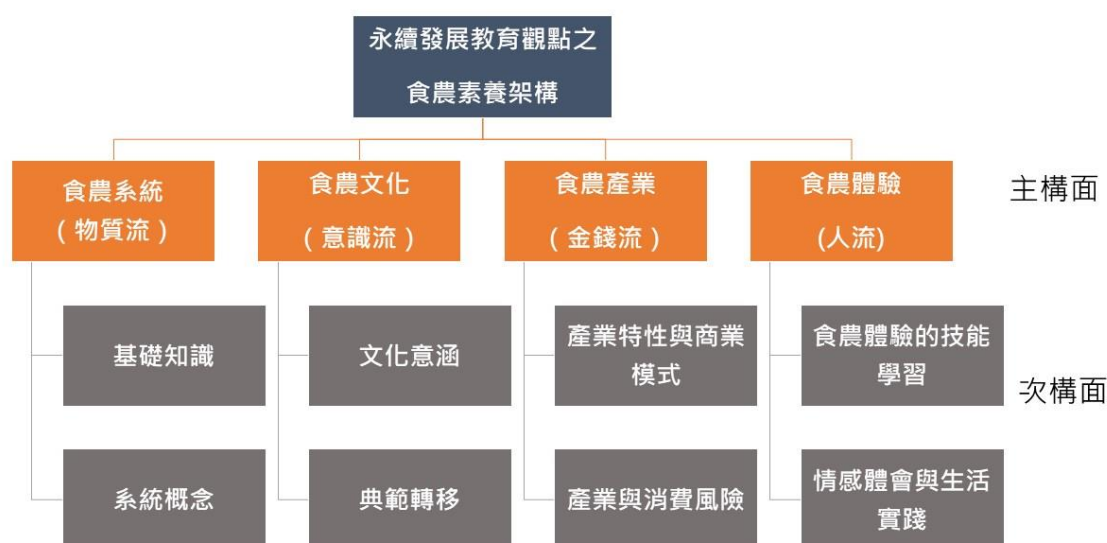 永續發展教育觀點之
食農素養架構
食農系統
（物質流）
食農文化
（意識流）
食農產業
（金錢流）
食農體驗
(人流)
主構面
基礎知識
文化意涵
產業特性與商業
模式
食農體驗的技能
學習
次構面
系統概念
典範轉移
產業與消費風險
情感體會與生活
實踐